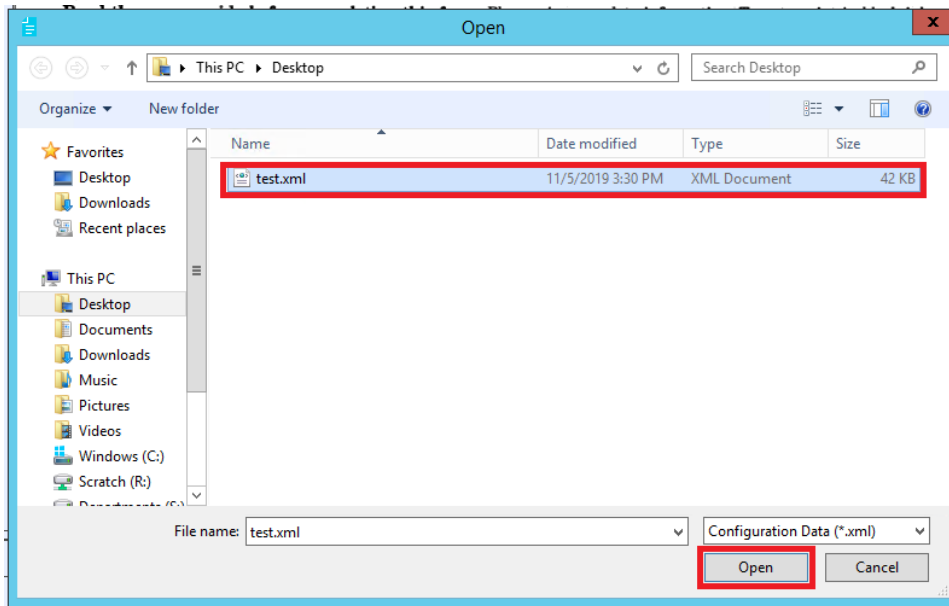 Open
x
This PC ▸ Desktop
Search Desktop
Organize
New folder
Name
Date modified
Type
Size
Favorites
test.xml
11/5/2019 3:30 PM
XML Document
42 KB
Desktop
Downloads
Recent places
This PC
Desktop
Documents
Downloads
Music
Pictures
Videos
Windows (C:)
Scratch (R:)
File name:
test.xml
Configuration Data (*.xml)
Open
Cancel